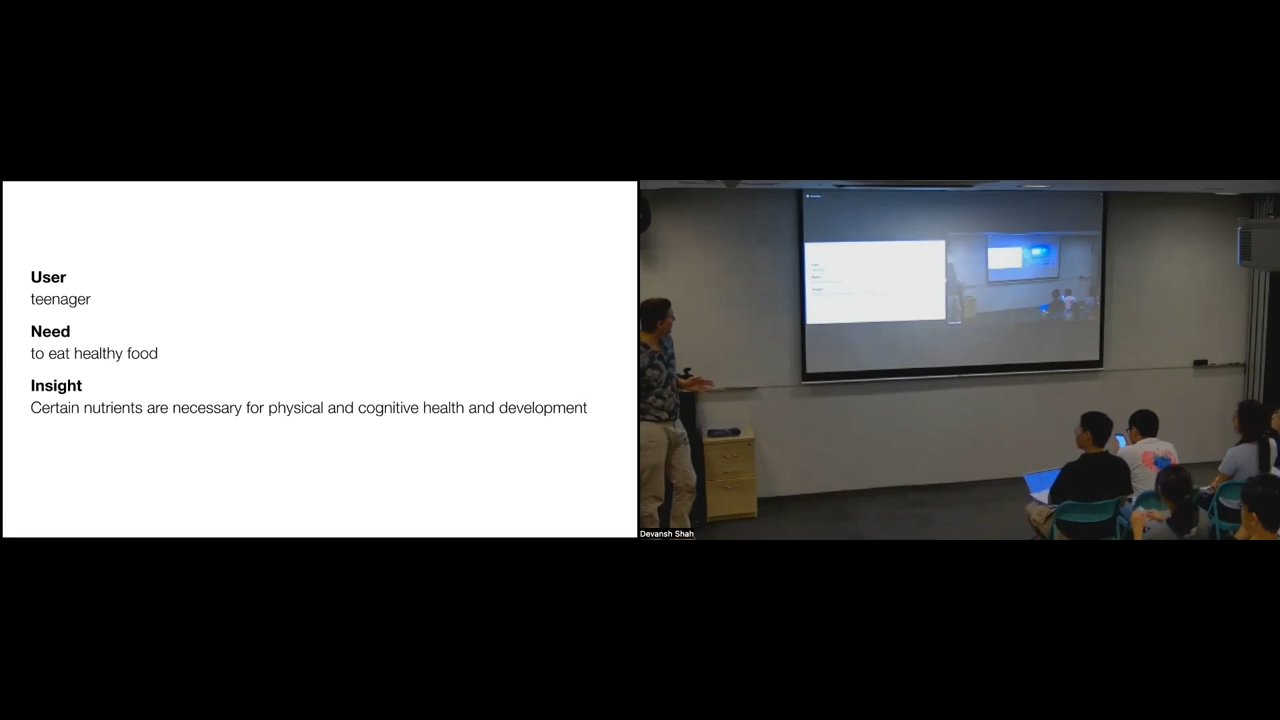 User
teenager
Need
to eat healthy food
Insight
Certain nutrients are necessary for physical and cognitive health and development
Devansh Shah